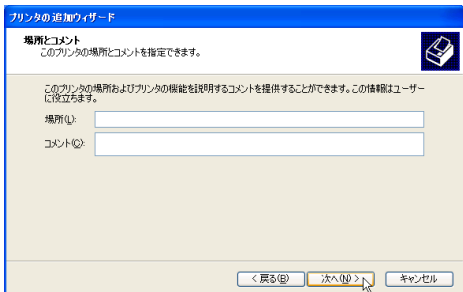 プリンタの追加ウィザード
場所とコメント
このプリンタの場所とコメントを指定できます。
このプリンタの場所およびプリンタの機能を説明するコメントを提供することができます。この情報はユーザー
に役立ちます。
場所(L):
コメント(C):
< 戻る(B) 次へ(N) > キャンセル